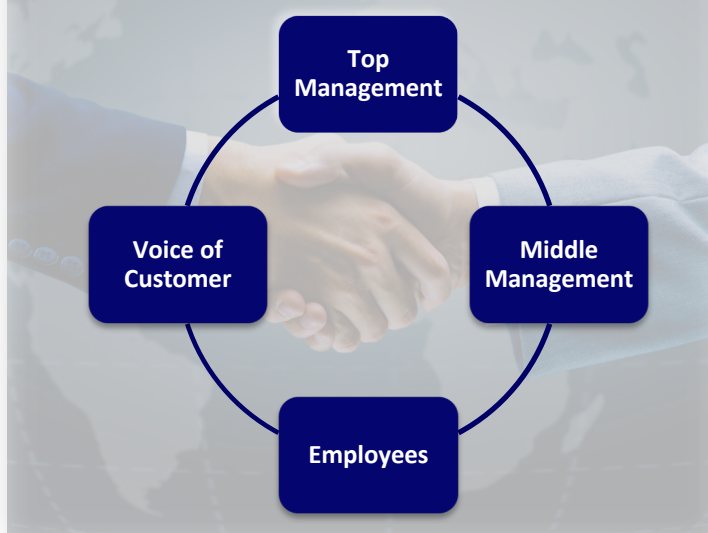 Top
Management
Voice of
Customer
Middle
Management
Employees